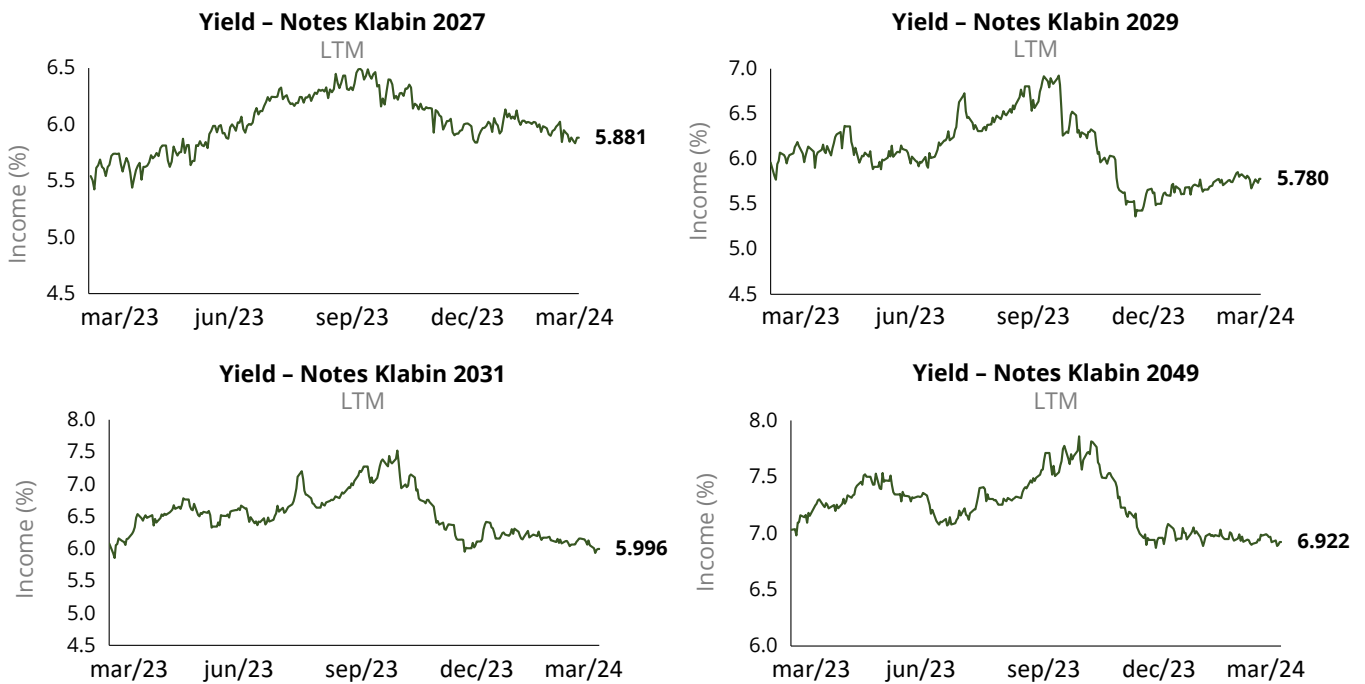 Yield – Notes Klabin 2027
LTM
Income (%)
6.5
6.0
5.5
5.0
4.5
5.881
mar/23 jun/23 sep/23 dec/23 mar/24
Yield – Notes Klabin 2029
LTM
Income (%)
7.0
6.5
6.0
5.5
5.0
4.5
5.780
mar/23 jun/23 sep/23 dec/23 mar/24
Yield – Notes Klabin 2031
LTM
Income (%)
8.0
7.5
7.0
6.5
6.0
5.5
5.0
4.5
5.996
mar/23 jun/23 sep/23 dec/23 mar/24
Yield – Notes Klabin 2049
LTM
Income (%)
8.0
7.5
7.0
6.5
6.0
6.922
mar/23 jun/23 sep/23 dec/23 mar/24